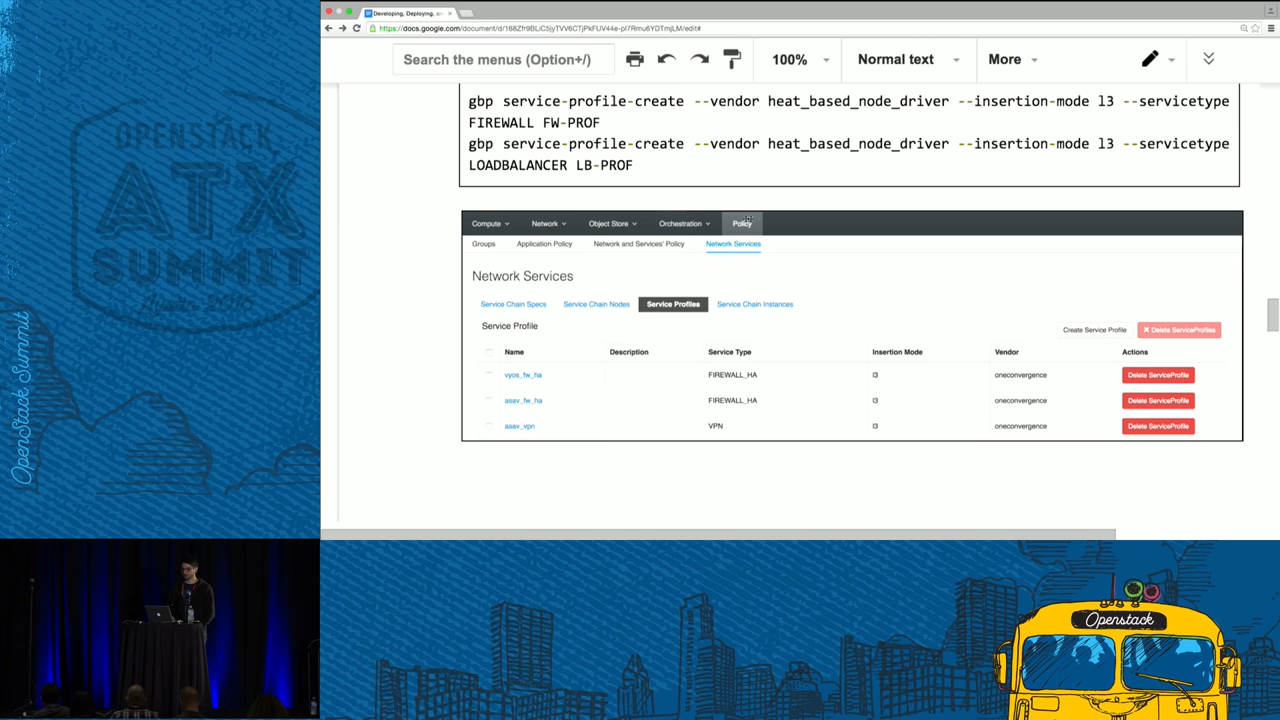 Developing, Deploying, an
https://docs.google.com/document/d/168Zfr9BLiC5jyTVV6CTjPkFUV44e-pI7Rmu6YDTmjLM/edit#
Search the menus (Option+/)
100%
Normal text
More
gbp service-profile-create --vendor heat_based_node_driver --insertion-mode l3 --servicetype
FIREWALL FW-PROF
gbp service-profile-create --vendor heat_based_node_driver --insertion-mode l3 --servicetype
LOADBALANCER LB-PROF
Compute Network Object Store Orchestration Policy
Groups Application Policy Network and Services' Policy Network Services
Network Services
Service Chain Specs Service Chain Nodes Service Profiles Service Chain Instances
Service Profile
Create Service Profile Delete ServiceProfiles
Name Description Service Type Insertion Mode Vendor Actions
vyos_fw_ha FIREWALL_HA l3 oneconvergence Delete ServiceProfile
asav_fw_ha FIREWALL_HA l3 oneconvergence Delete ServiceProfile
asav_vpn VPN l3 oneconvergence Delete ServiceProfile
OPENSTACK
ATX
SUMMIT
OpenStack Summit
Openstack